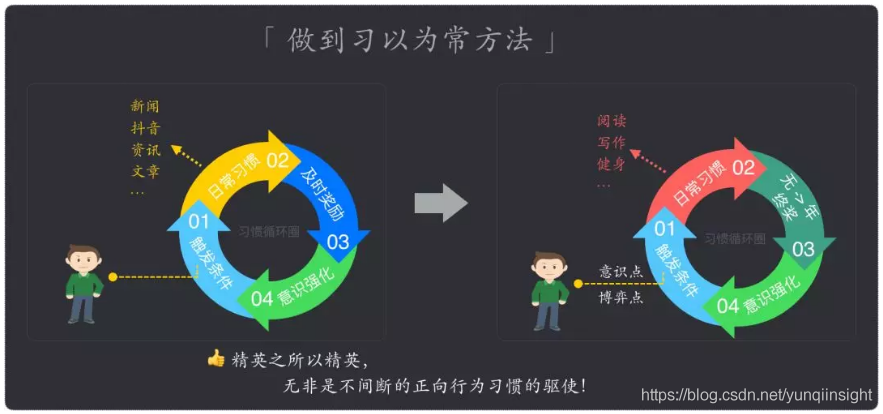 「 做到习以为常方法 」
新闻
抖音
资讯
文章
...
01
触发条件
日常习惯
02
及时奖励
03
04
意识强化
习惯循环圈
阅读
写作
健身
...
01
触发条件
日常习惯
02
无->年
终奖
03
04
意识强化
习惯循环圈
意识点
博弈点
👍 精英之所以精英，
无非是不间断的正向行为习惯的驱使！
https://blog.csdn.net/yunqiinsight